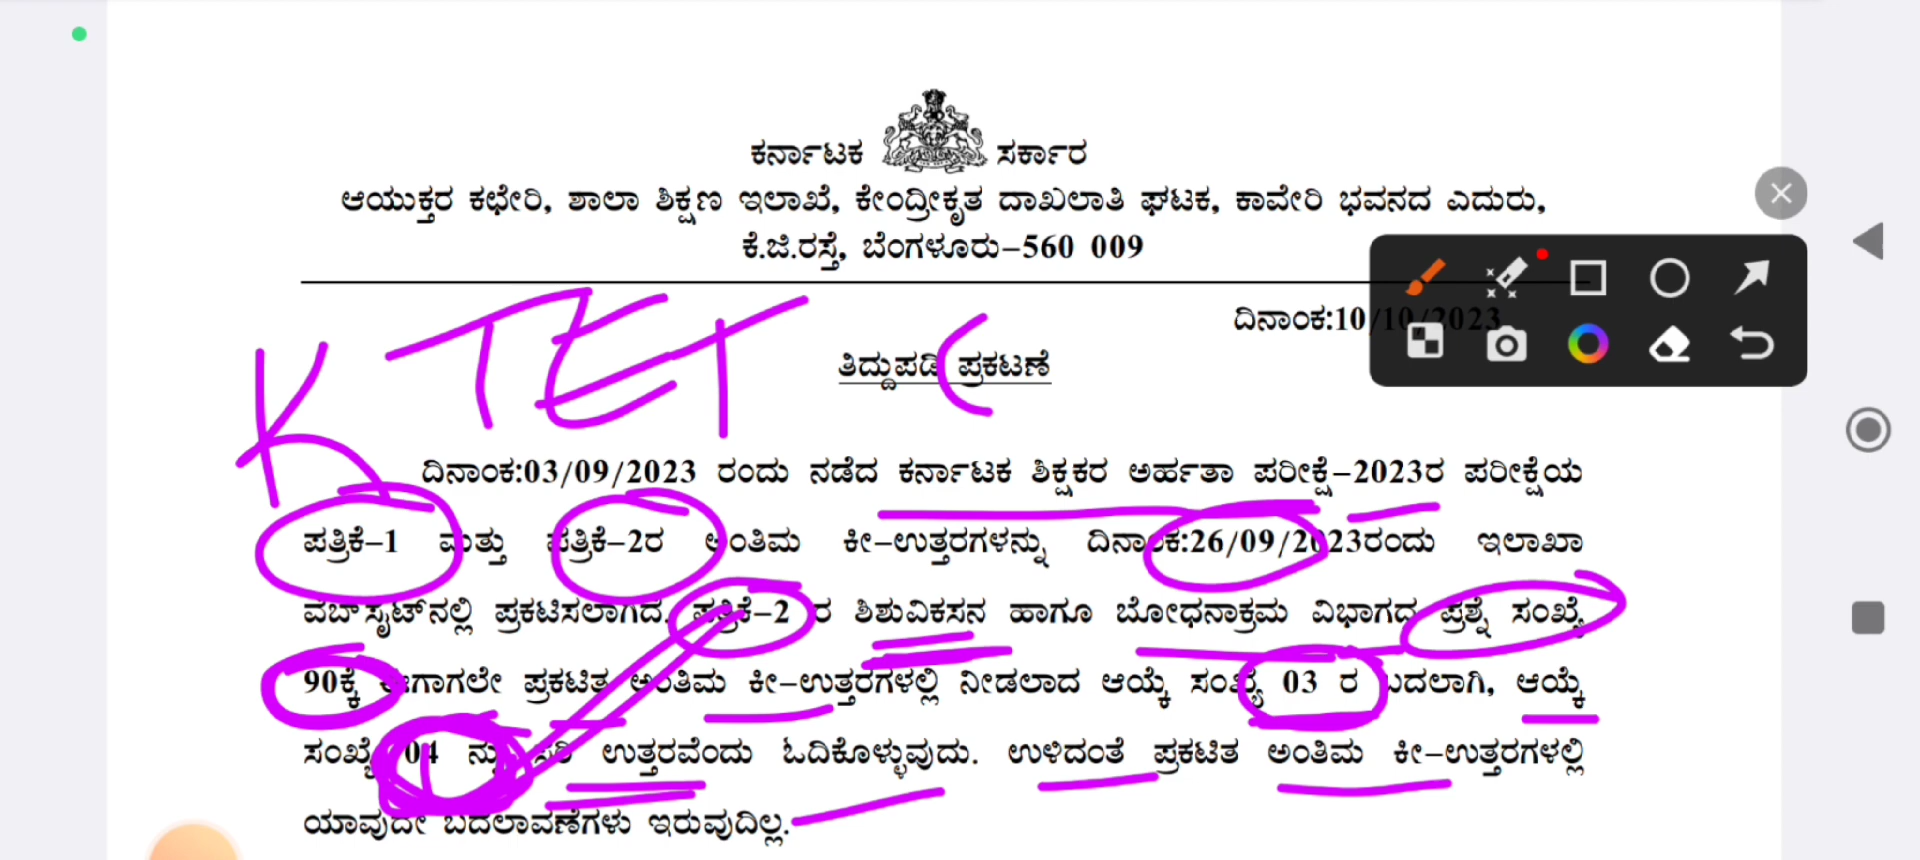 ಕರ್ನಾಟಕ ಸರ್ಕಾರ
ಆಯುಕ್ತರ ಕಛೇರಿ, ಶಾಲಾ ಶಿಕ್ಷಣ ಇಲಾಖೆ, ಕೇಂದ್ರೀಕೃತ ದಾಖಲಾತಿ ಘಟಕ, ಕಾವೇರಿ ಭವನದ ಎದುರು,
ಕೆ.ಜಿ.ರಸ್ತೆ, ಬೆಂಗಳೂರು-560 009
ದಿನಾಂಕ:10/10/2023
ತಿದ್ದುಪಡಿ ಪ್ರಕಟಣೆ
K TET (
ದಿನಾಂಕ:03/09/2023 ರಂದು ನಡೆದ ಕರ್ನಾಟಕ ಶಿಕ್ಷಕರ ಅರ್ಹತಾ ಪರೀಕ್ಷೆ-2023ರ ಪರೀಕ್ಷೆಯ
ಪತ್ರಿಕೆ-1 ಮತ್ತು ಪತ್ರಿಕೆ-2ರ ಅಂತಿಮ ಕೀ-ಉತ್ತರಗಳನ್ನು ದಿನಾಂಕ:26/09/2023ರಂದು ಇಲಾಖಾ
ವೆಬ್‌ಸೈಟ್‌ನಲ್ಲಿ ಪ್ರಕಟಿಸಲಾಗಿದೆ. ಪತ್ರಿಕೆ-2 ರ ಶಿಶುವಿಕಸನ ಹಾಗೂ ಬೋಧನಾಕ್ರಮ ವಿಭಾಗದ ಪ್ರಶ್ನೆ ಸಂಖ್ಯೆ
90ಕ್ಕೆ ಈಗಾಗಲೇ ಪ್ರಕಟಿತ ಅಂತಿಮ ಕೀ-ಉತ್ತರಗಳಲ್ಲಿ ನೀಡಲಾದ ಆಯ್ಕೆ ಸಂಖ್ಯೆ 03 ರ ಬದಲಾಗಿ, ಆಯ್ಕೆ
ಸಂಖ್ಯೆ 04 ನ್ನು ಸರಿ ಉತ್ತರವೆಂದು ಓದಿಕೊಳ್ಳುವುದು. ಉಳಿದಂತೆ ಪ್ರಕಟಿತ ಅಂತಿಮ ಕೀ-ಉತ್ತರಗಳಲ್ಲಿ
ಯಾವುದೇ ಬದಲಾವಣೆಗಳು ಇರುವುದಿಲ್ಲ.